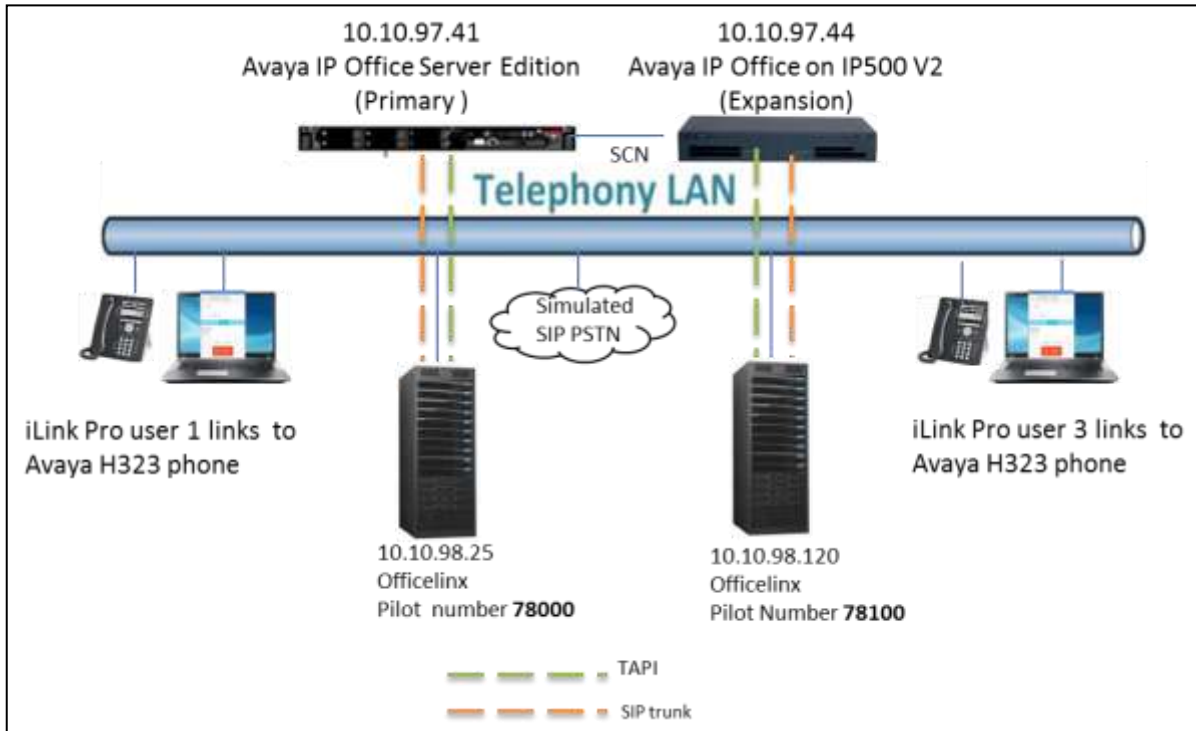 10.10.97.41
Avaya IP Office Server Edition
(Primary )
10.10.97.44
Avaya IP Office on IP500 V2
(Expansion)
SCN
Telephony LAN
Simulated
SIP PSTN
iLink Pro user 1 links to
Avaya H323 phone
iLink Pro user 3 links to
Avaya H323 phone
10.10.98.25
Officelinx
Pilot number 78000
10.10.98.120
Officelinx
Pilot Number 78100
TAPI
SIP trunk